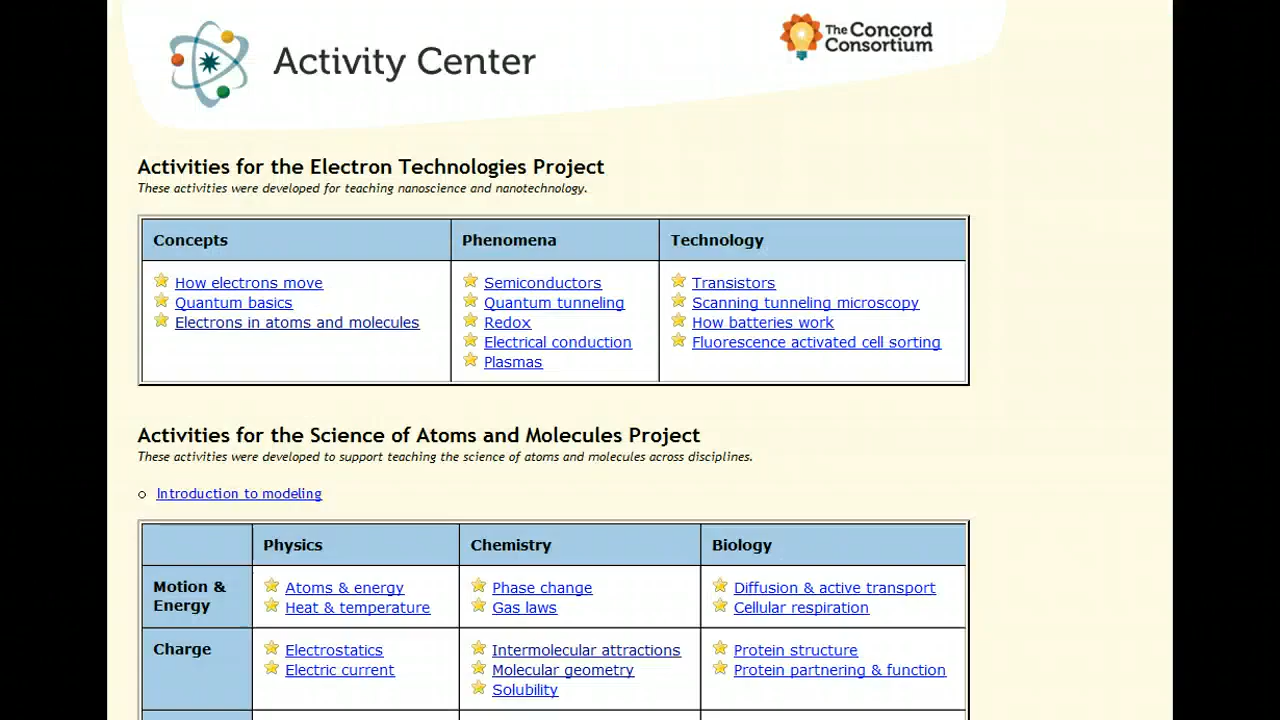 Activity Center
The Concord
Consortium
Activities for the Electron Technologies Project
These activities were developed for teaching nanoscience and nanotechnology.
Concepts
Phenomena
Technology
How electrons move
Quantum basics
Electrons in atoms and molecules
Semiconductors
Quantum tunneling
Redox
Electrical conduction
Plasmas
Transistors
Scanning tunneling microscopy
How batteries work
Fluorescence activated cell sorting
Activities for the Science of Atoms and Molecules Project
These activities were developed to support teaching the science of atoms and molecules across disciplines.
Introduction to modeling
Physics
Chemistry
Biology
Motion &
Energy
Atoms & energy
Heat & temperature
Phase change
Gas laws
Diffusion & active transport
Cellular respiration
Charge
Electrostatics
Electric current
Intermolecular attractions
Molecular geometry
Solubility
Protein structure
Protein partnering & function